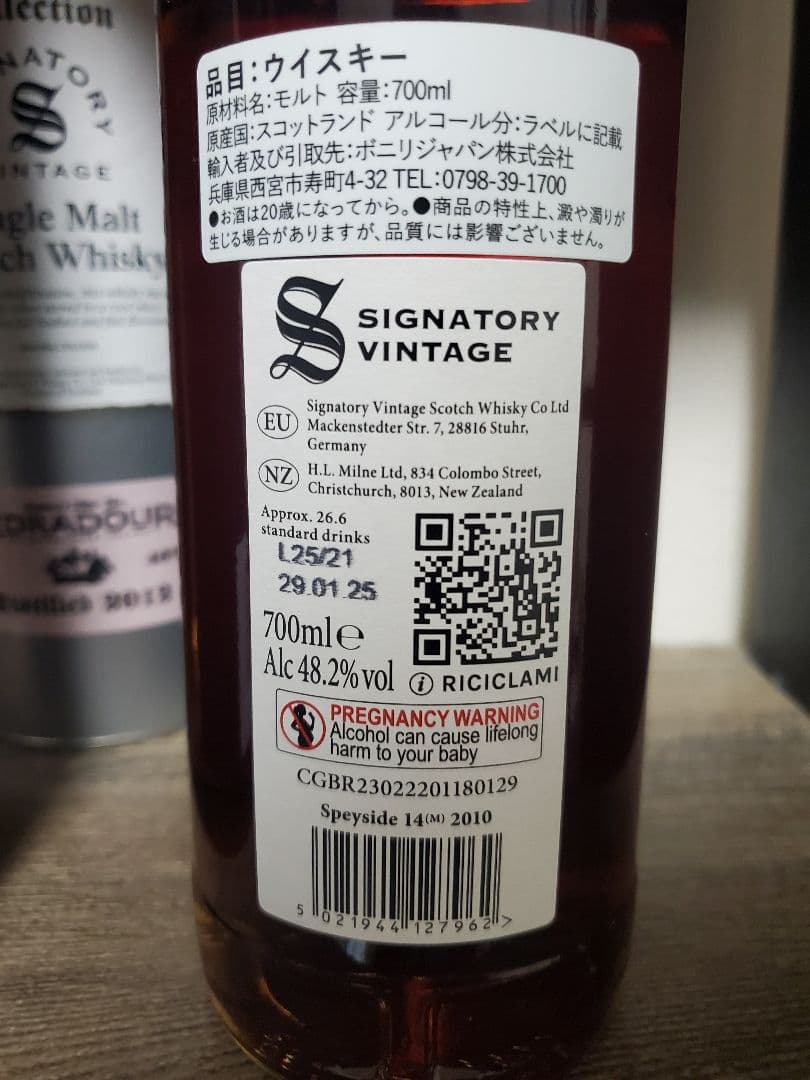 品目:ウイスキー
原材料名:モルト 容量:700ml
原産国:スコットランド アルコール分:ラベルに記載
輸入者及び引取先:ボニリジャパン株式会社
兵庫県西宮市寿町4-32 TEL:0798-39-1700
●お酒は20歳になってから。●商品の特性上、澱や濁りが
生じる場合がありますが、品質には影響ございません。
S SIGNATORY
VINTAGE
EU Signatory Vintage Scotch Whisky Co Ltd
Mackenstedter Str. 7, 28816 Stuhr,
Germany
NZ H.L. Milne Ltd, 834 Colombo Street,
Christchurch, 8013, New Zealand
Approx. 26.6
standard drinks
L25/21
29.01.25
700ml e
Alc 48.2% vol
i RICICLAMI
PREGNANCY WARNING
Alcohol can cause lifelong
harm to your baby
CGBR23022201180129
Speyside 14(M) 2010
5 021944 127962 >
llection
NATORY
S
INTAGE
gle Malt
ch Whisky
EDRADOUR
2012